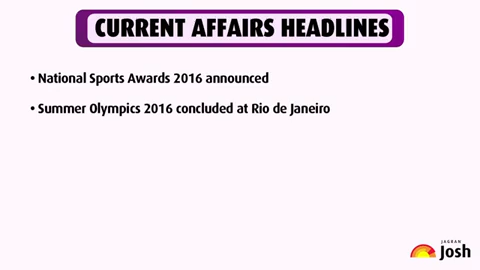 CURRENT AFFAIRS HEADLINES
• National Sports Awards 2016 announced
• Summer Olympics 2016 concluded at Rio de Janeiro
JAGRAN
Josh